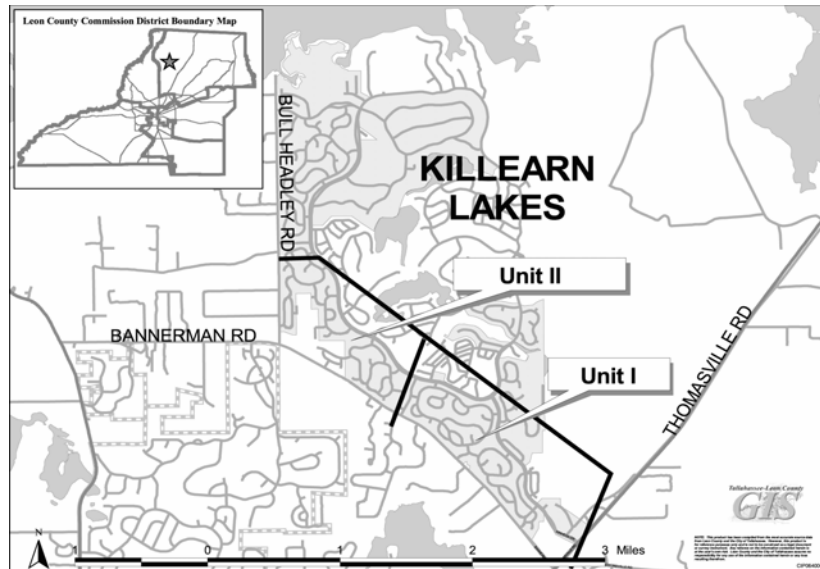 Leon County Commission District Boundary Map
BULL HEADLEY RD
KILLEARN
LAKES
Unit II
BANNERMAN RD
Unit I
THOMASVILLE RD
Tallahassee-Leon County
GIS
N
1 0 1 2 3 Miles